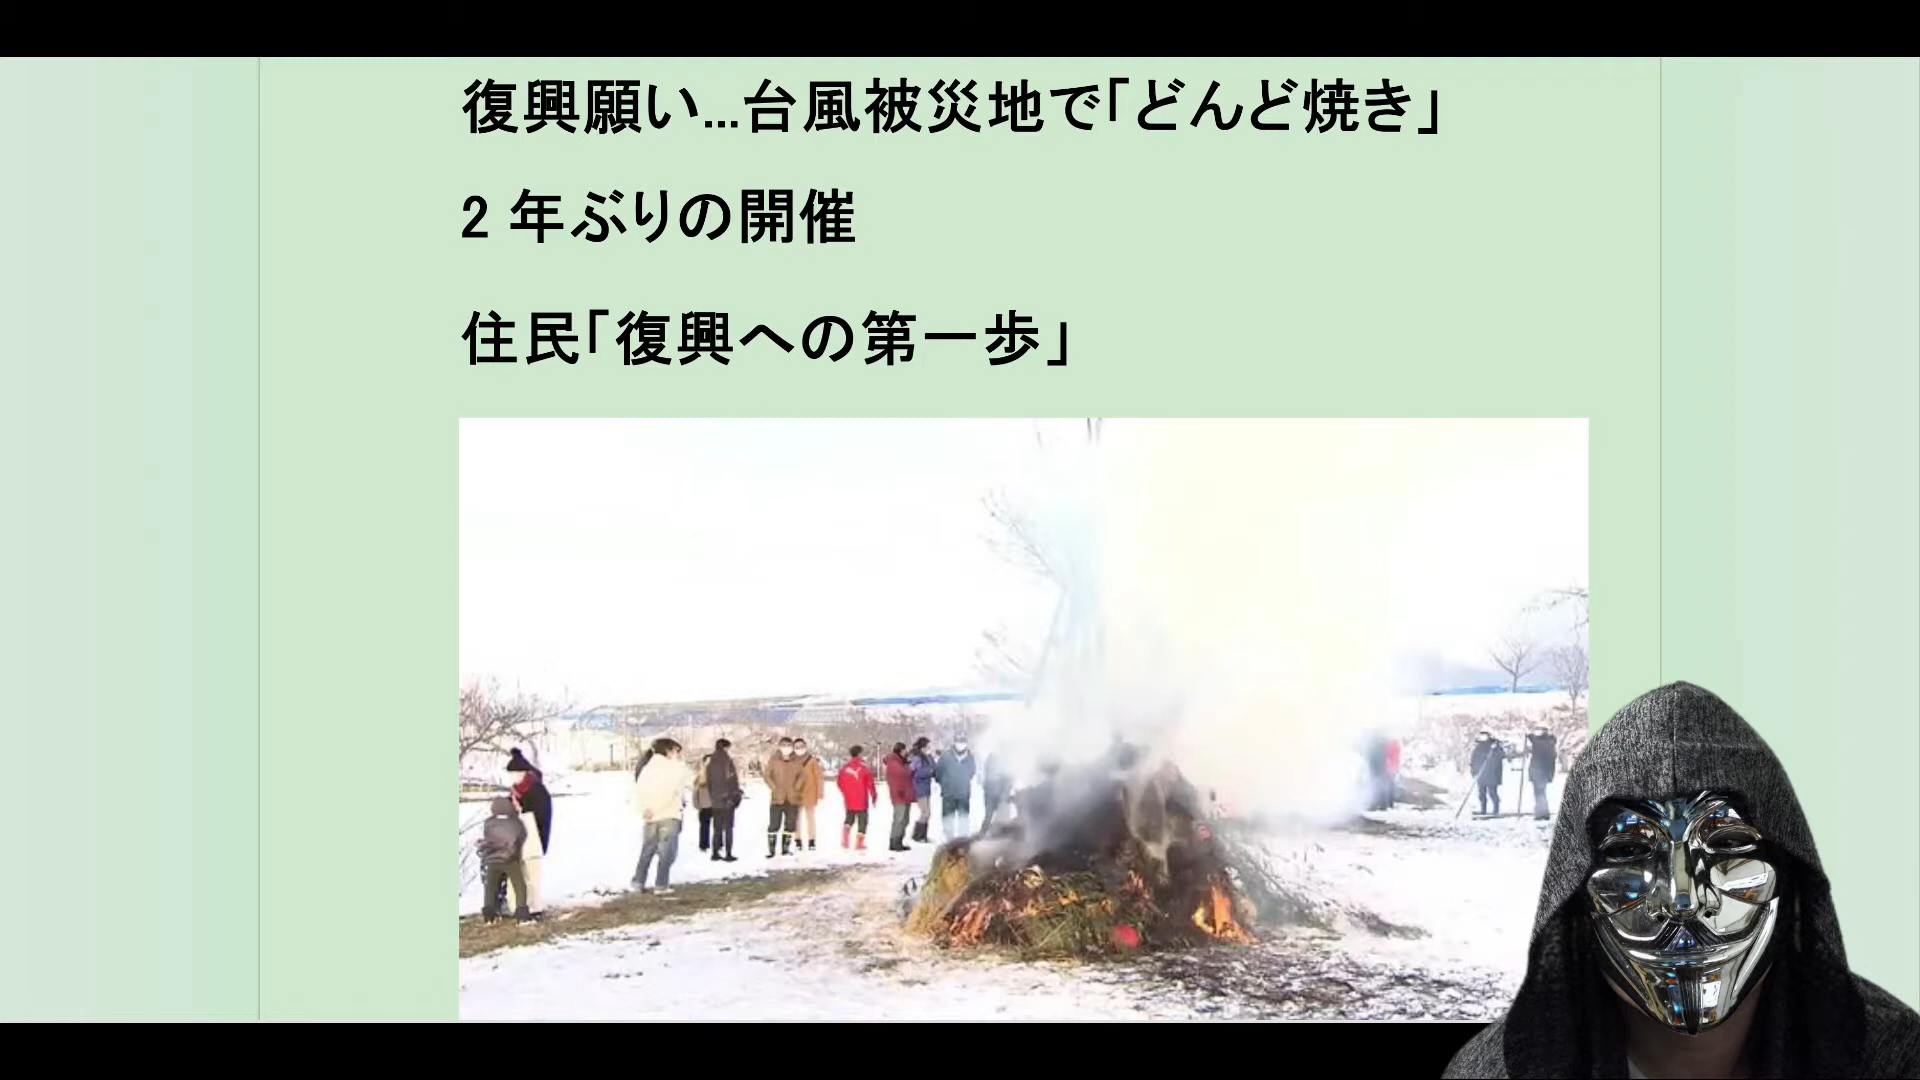 復興願い...台風被災地で「どんど焼き」
2 年ぶりの開催
住民「復興への第一歩」